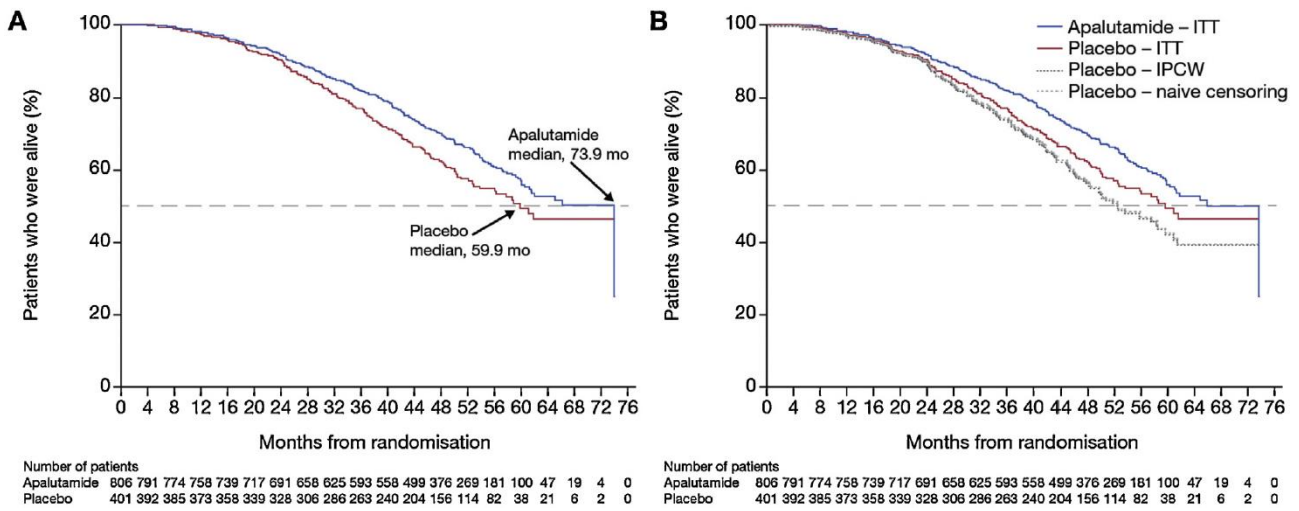 A
Patients who were alive (%)
100
80
60
40
20
0
Apalutamide
median, 73.9 mo
Placebo
median, 59.9 mo
0 4 8 12 16 20 24 28 32 36 40 44 48 52 56 60 64 68 72 76
Months from randomisation
Number of patients
Apalutamide 806 791 774 758 739 717 691 658 625 593 558 499 376 269 181 100 47 19 4 0
Placebo 401 392 385 373 358 339 328 306 286 263 240 204 156 114 82 38 21 6 2 0
B
Patients who were alive (%)
100
80
60
40
20
0
Apalutamide – ITT
Placebo – ITT
Placebo – IPCW
Placebo – naive censoring
0 4 8 12 16 20 24 28 32 36 40 44 48 52 56 60 64 68 72 76
Months from randomisation
Number of patients
Apalutamide 806 791 774 758 739 717 691 658 625 593 558 499 376 269 181 100 47 19 4 0
Placebo 401 392 385 373 358 339 328 306 286 263 240 204 156 114 82 38 21 6 2 0